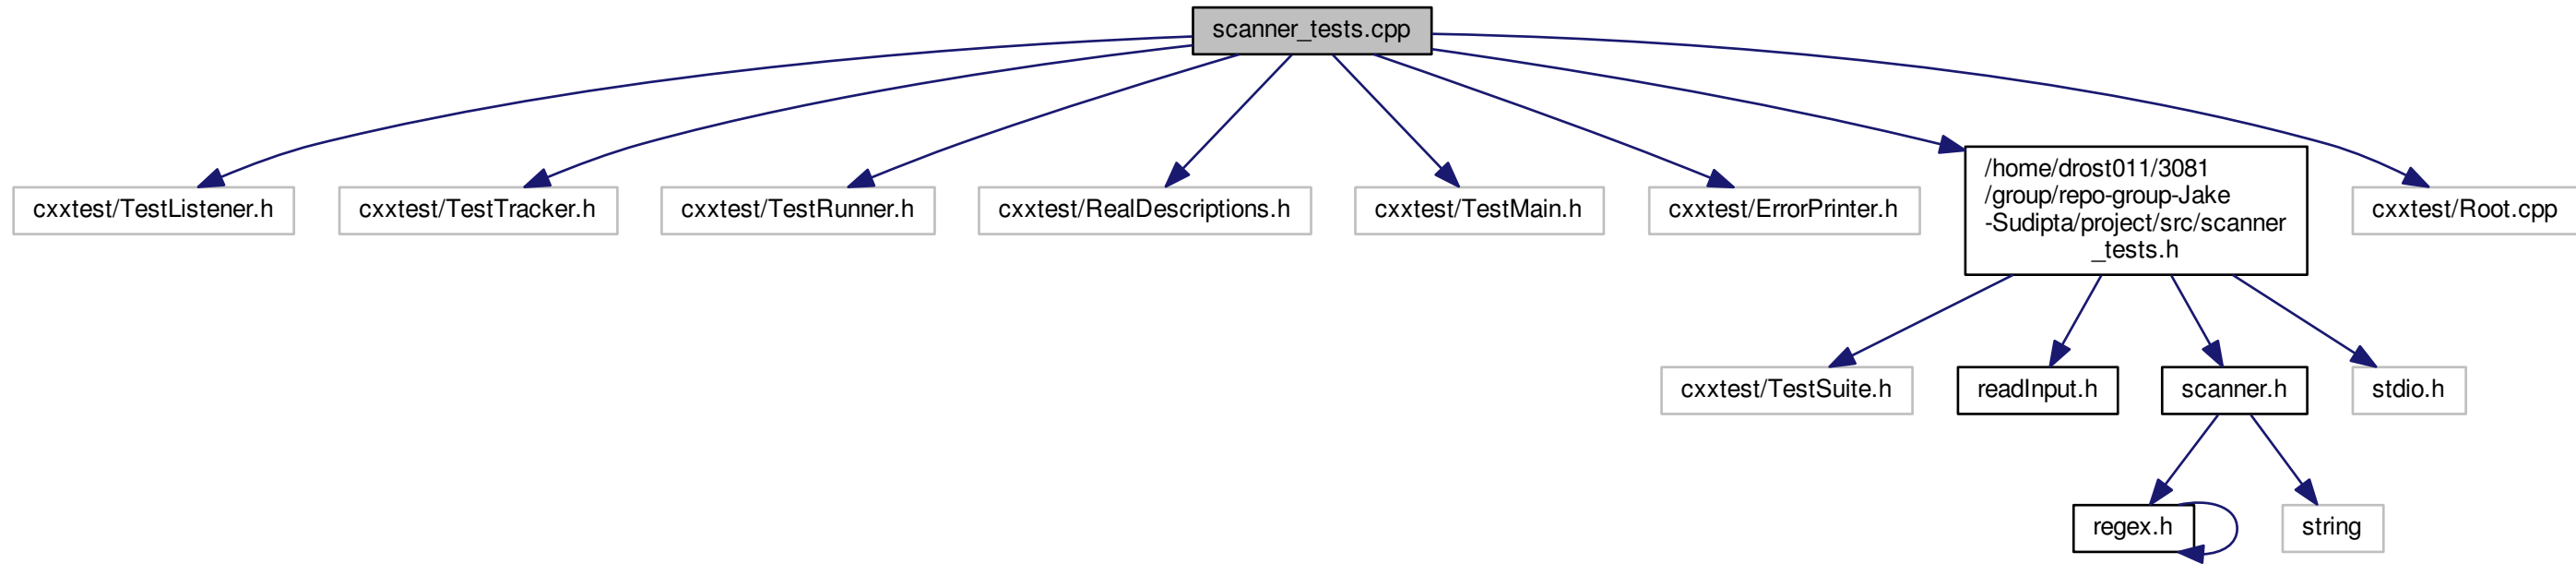 scanner_tests.cpp
cxxtest/TestListener.h
cxxtest/TestTracker.h
cxxtest/TestRunner.h
cxxtest/RealDescriptions.h
cxxtest/TestMain.h
cxxtest/ErrorPrinter.h
/home/drost011/3081
/group/repo-group-Jake
-Sudipta/project/src/scanner
_tests.h
cxxtest/Root.cpp
cxxtest/TestSuite.h
readInput.h
scanner.h
stdio.h
regex.h
string